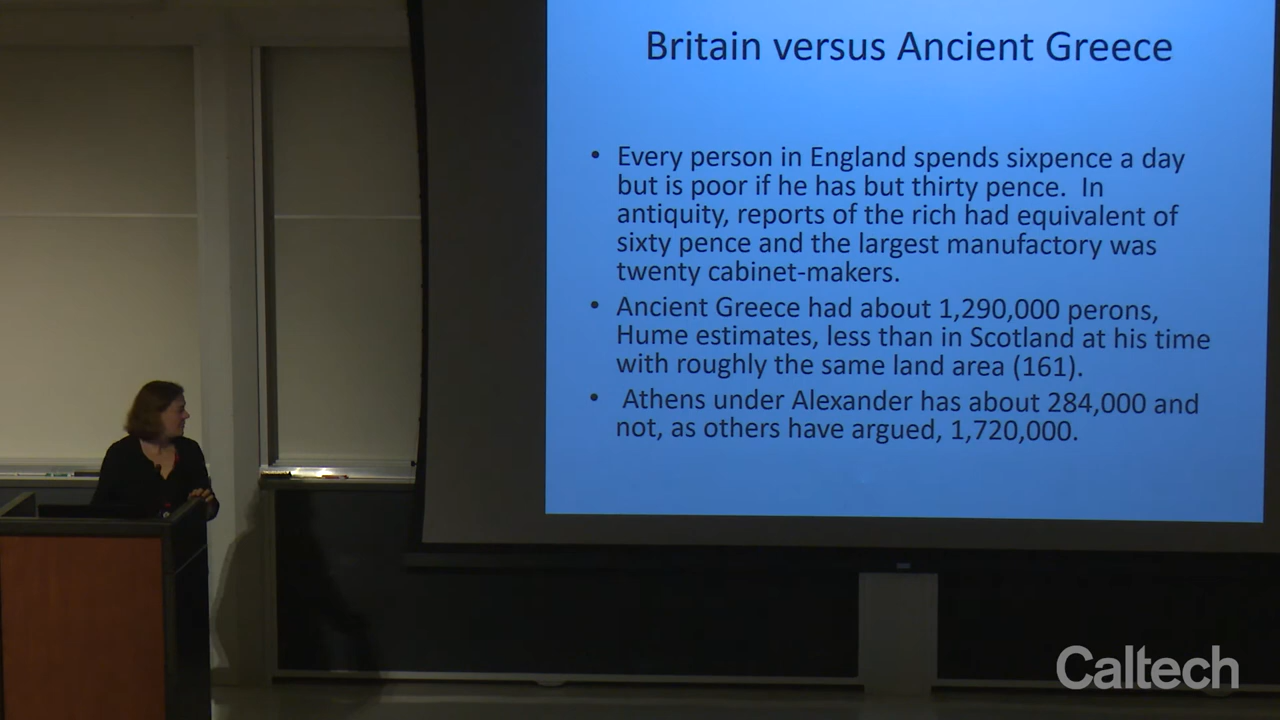 Britain versus Ancient Greece
• Every person in England spends sixpence a day
but is poor if he has but thirty pence. In
antiquity, reports of the rich had equivalent of
sixty pence and the largest manufactory was
twenty cabinet-makers.
• Ancient Greece had about 1,290,000 perons,
Hume estimates, less than in Scotland at his time
with roughly the same land area (161).
• Athens under Alexander has about 284,000 and
not, as others have argued, 1,720,000.
Caltech